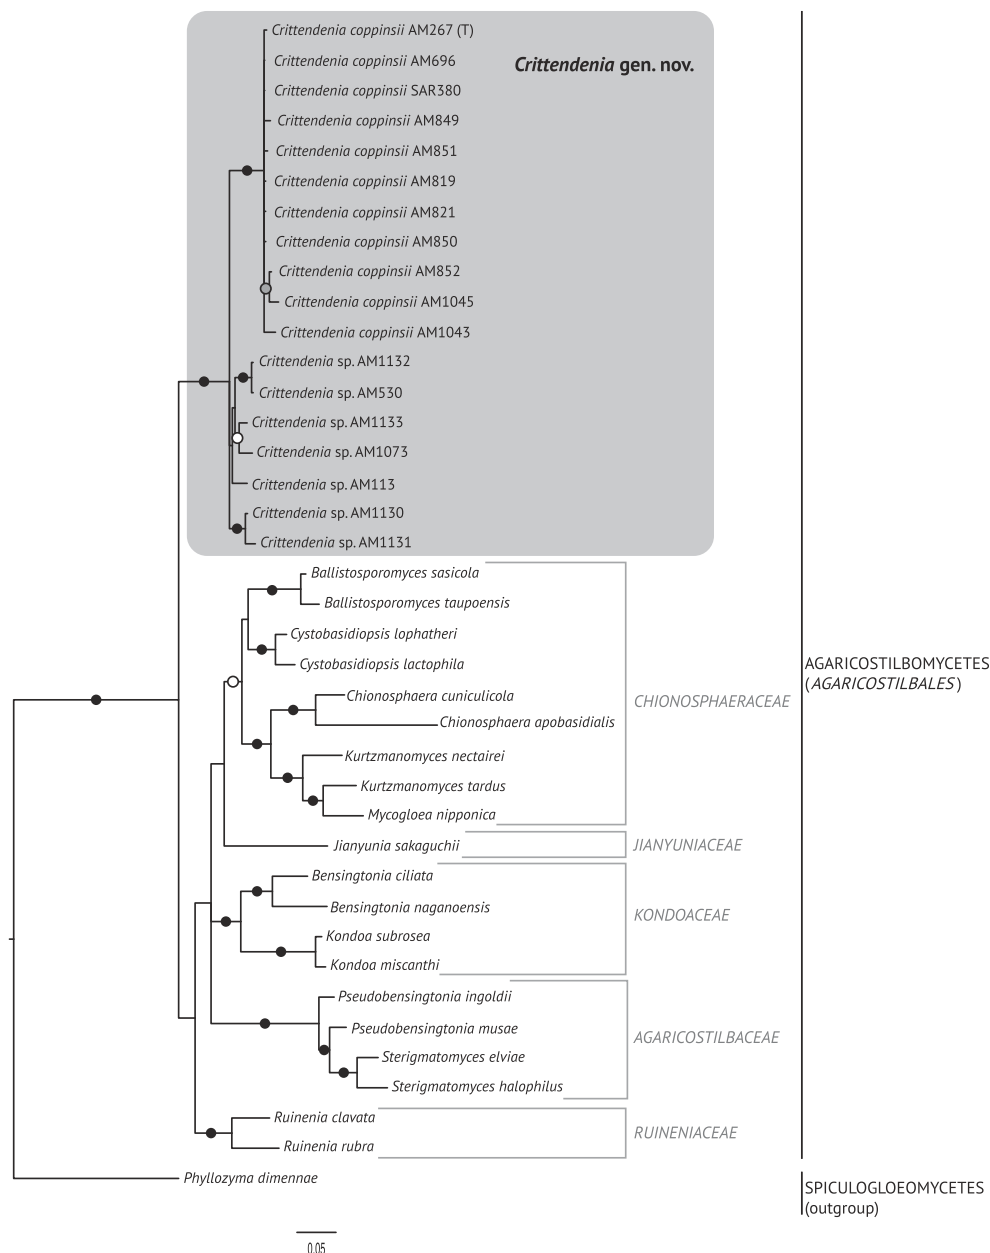 Crittendenia coppinsii AM267 (T)
Crittendenia gen. nov.
Crittendenia coppinsii AM696
Crittendenia coppinsii SAR380
Crittendenia coppinsii AM849
Crittendenia coppinsii AM851
Crittendenia coppinsii AM819
Crittendenia coppinsii AM821
Crittendenia coppinsii AM850
Crittendenia coppinsii AM852
Crittendenia coppinsii AM1045
Crittendenia coppinsii AM1043
Crittendenia sp. AM1132
Crittendenia sp. AM530
Crittendenia sp. AM1133
Crittendenia sp. AM1073
Crittendenia sp. AM113
Crittendenia sp. AM1130
Crittendenia sp. AM1131
Ballistosporomyces sasicola
Ballistosporomyces taupoensis
Cystobasidiopsis lophatheri
Cystobasidiopsis lactophila
Chionosphaera cuniculicola
Chionosphaera apobasidialis
Kurtzmanomyces nectairei
Kurtzmanomyces tardus
Mycogloea nipponica
CHIONOSPHAERACEAE
Jianyunia sakaguchii
JIANYUNIACEAE
Bensingtonia ciliata
Bensingtonia naganoensis
Kondoa subrosea
Kondoa miscanthi
KONDOACEAE
Pseudobensingtonia ingoldii
Pseudobensingtonia musae
Sterigmatomyces elviae
Sterigmatomyces halophilus
AGARICOSTILBACEAE
Ruinenia clavata
Ruinenia rubra
RUINENIACEAE
AGARICOSTILBOMYCETES
(AGARICOSTILBALES)
Phyllozyma dimennae
SPICULOGLOEOMYCETES
(outgroup)
0.05